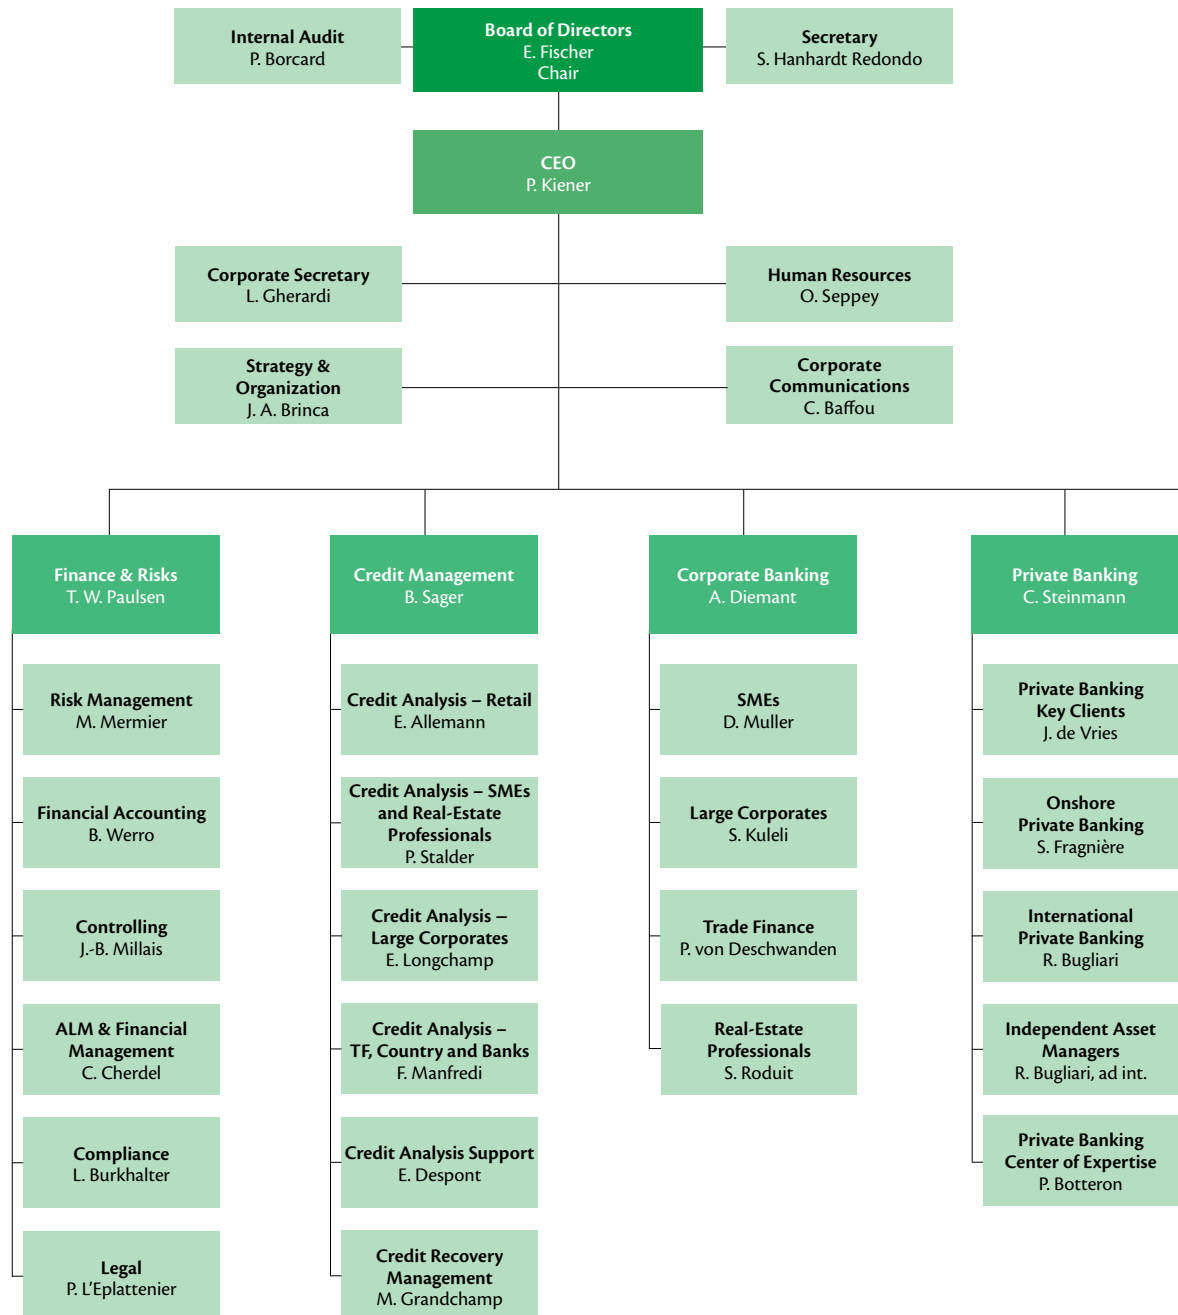 Internal Audit
P. Borcard
Board of Directors
E. Fischer
Chair
Secretary
S. Hanhardt Redondo
CEO
P. Kiener
Corporate Secretary
L. Gherardi
Human Resources
O. Seppey
Strategy &
Organization
J. A. Brinca
Corporate
Communications
C. Baffou
Finance & Risks
T. W. Paulsen
Risk Management
M. Mermier
Financial Accounting
B. Werro
Controlling
J.-B. Millais
ALM & Financial
Management
C. Cherdel
Compliance
L. Burkhalter
Legal
P. L’Eplattenier
Credit Management
B. Sager
Credit Analysis – Retail
E. Allemann
Credit Analysis – SMEs
and Real-Estate
Professionals
P. Stalder
Credit Analysis –
Large Corporates
E. Longchamp
Credit Analysis –
TF, Country and Banks
F. Manfredi
Credit Analysis Support
E. Despont
Credit Recovery
Management
M. Grandchamp
Corporate Banking
A. Diemant
SMEs
D. Muller
Large Corporates
S. Kuleli
Trade Finance
P. von Deschwanden
Real-Estate
Professionals
S. Roduit
Private Banking
C. Steinmann
Private Banking
Key Clients
J. de Vries
Onshore
Private Banking
S. Fragnière
International
Private Banking
R. Bugliari
Independent Asset
Managers
R. Bugliari, ad int.
Private Banking
Center of Expertise
P. Botteron